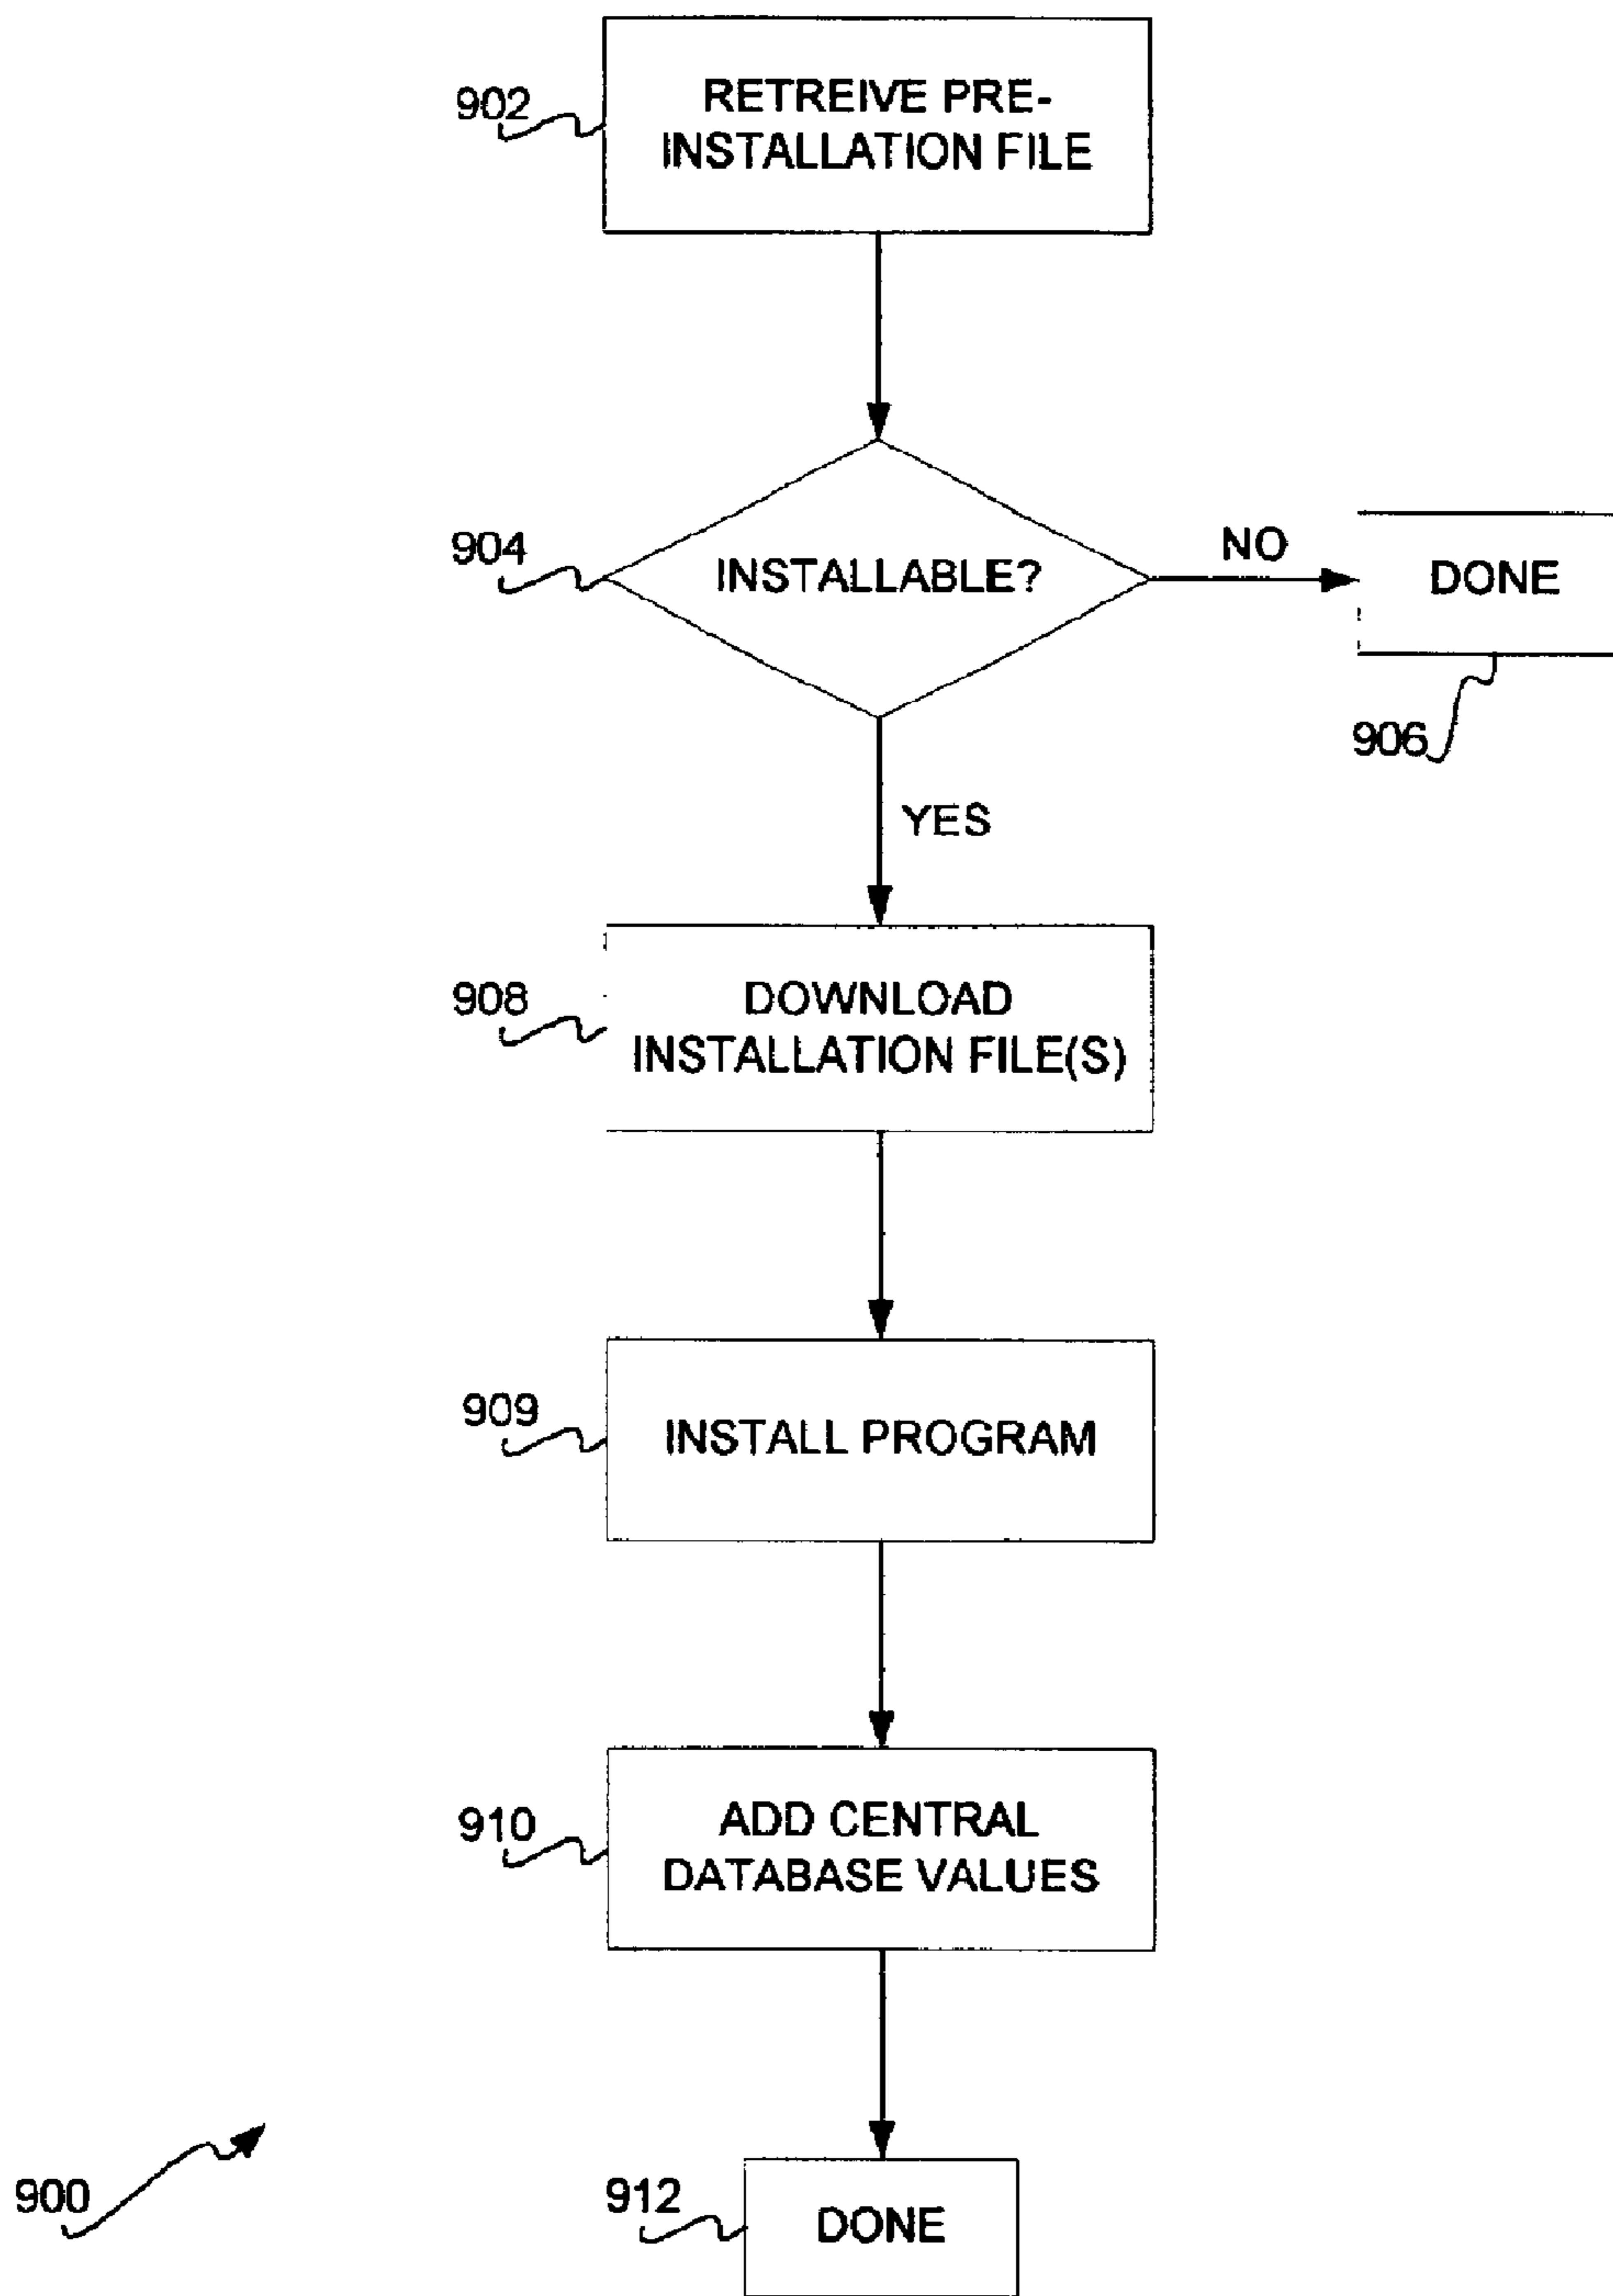 902
RETREIVE PRE-
INSTALLATION FILE
904
INSTALLABLE?
NO
DONE
906
YES
908
DOWNLOAD
INSTALLATION FILE(S)
909
INSTALL PROGRAM
910
ADD CENTRAL
DATABASE VALUES
900
912
DONE